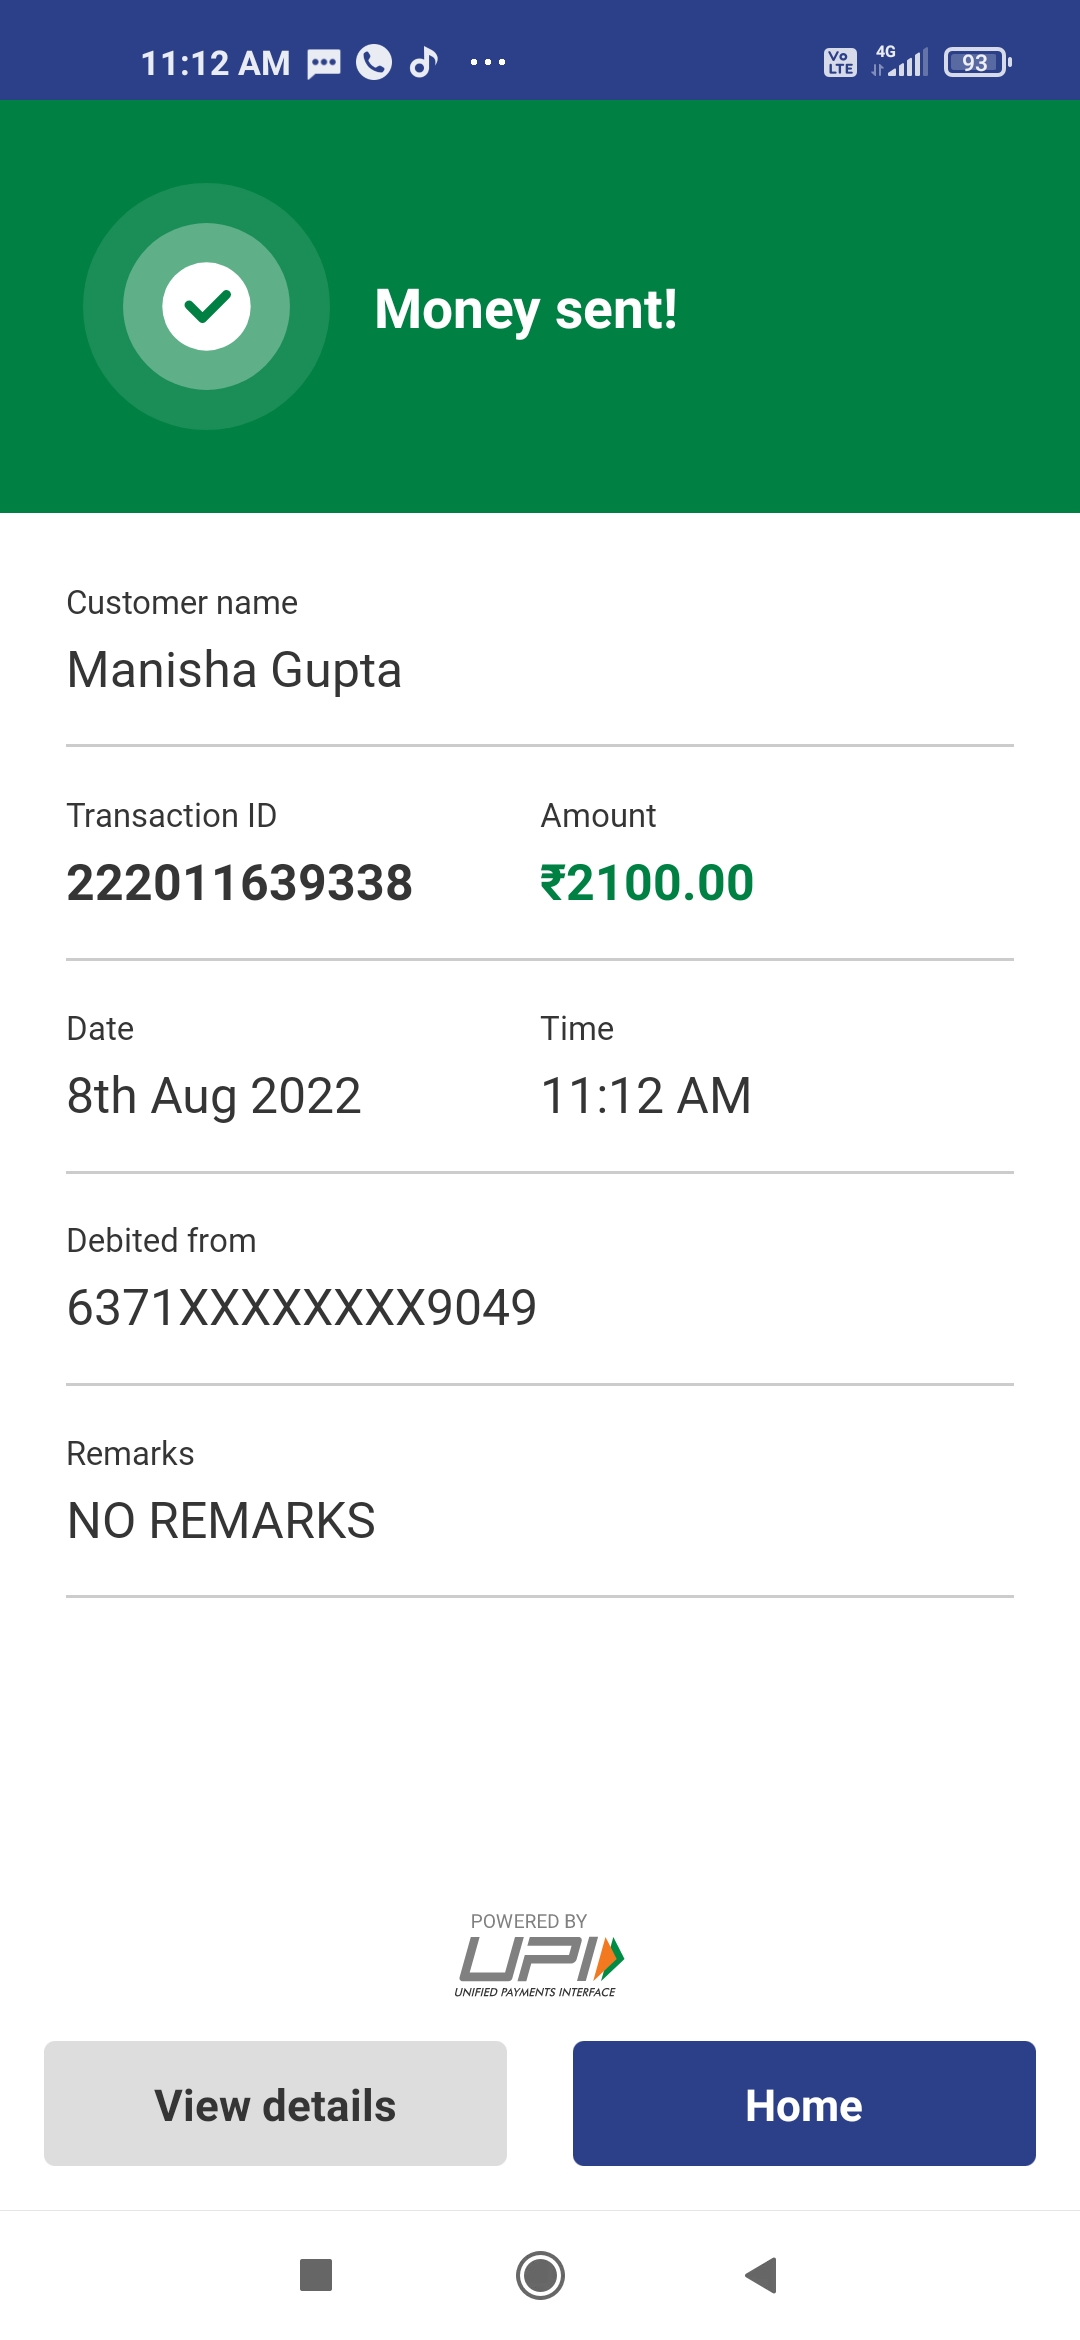 11:12 AM
Vo LTE 4G 93
Money sent!
Customer name
Manisha Gupta
Transaction ID Amount
222011639338 ₹2100.00
Date Time
8th Aug 2022 11:12 AM
Debited from
6371XXXXXXXX9049
Remarks
NO REMARKS
POWERED BY
UPI
UNIFIED PAYMENTS INTERFACE
View details Home